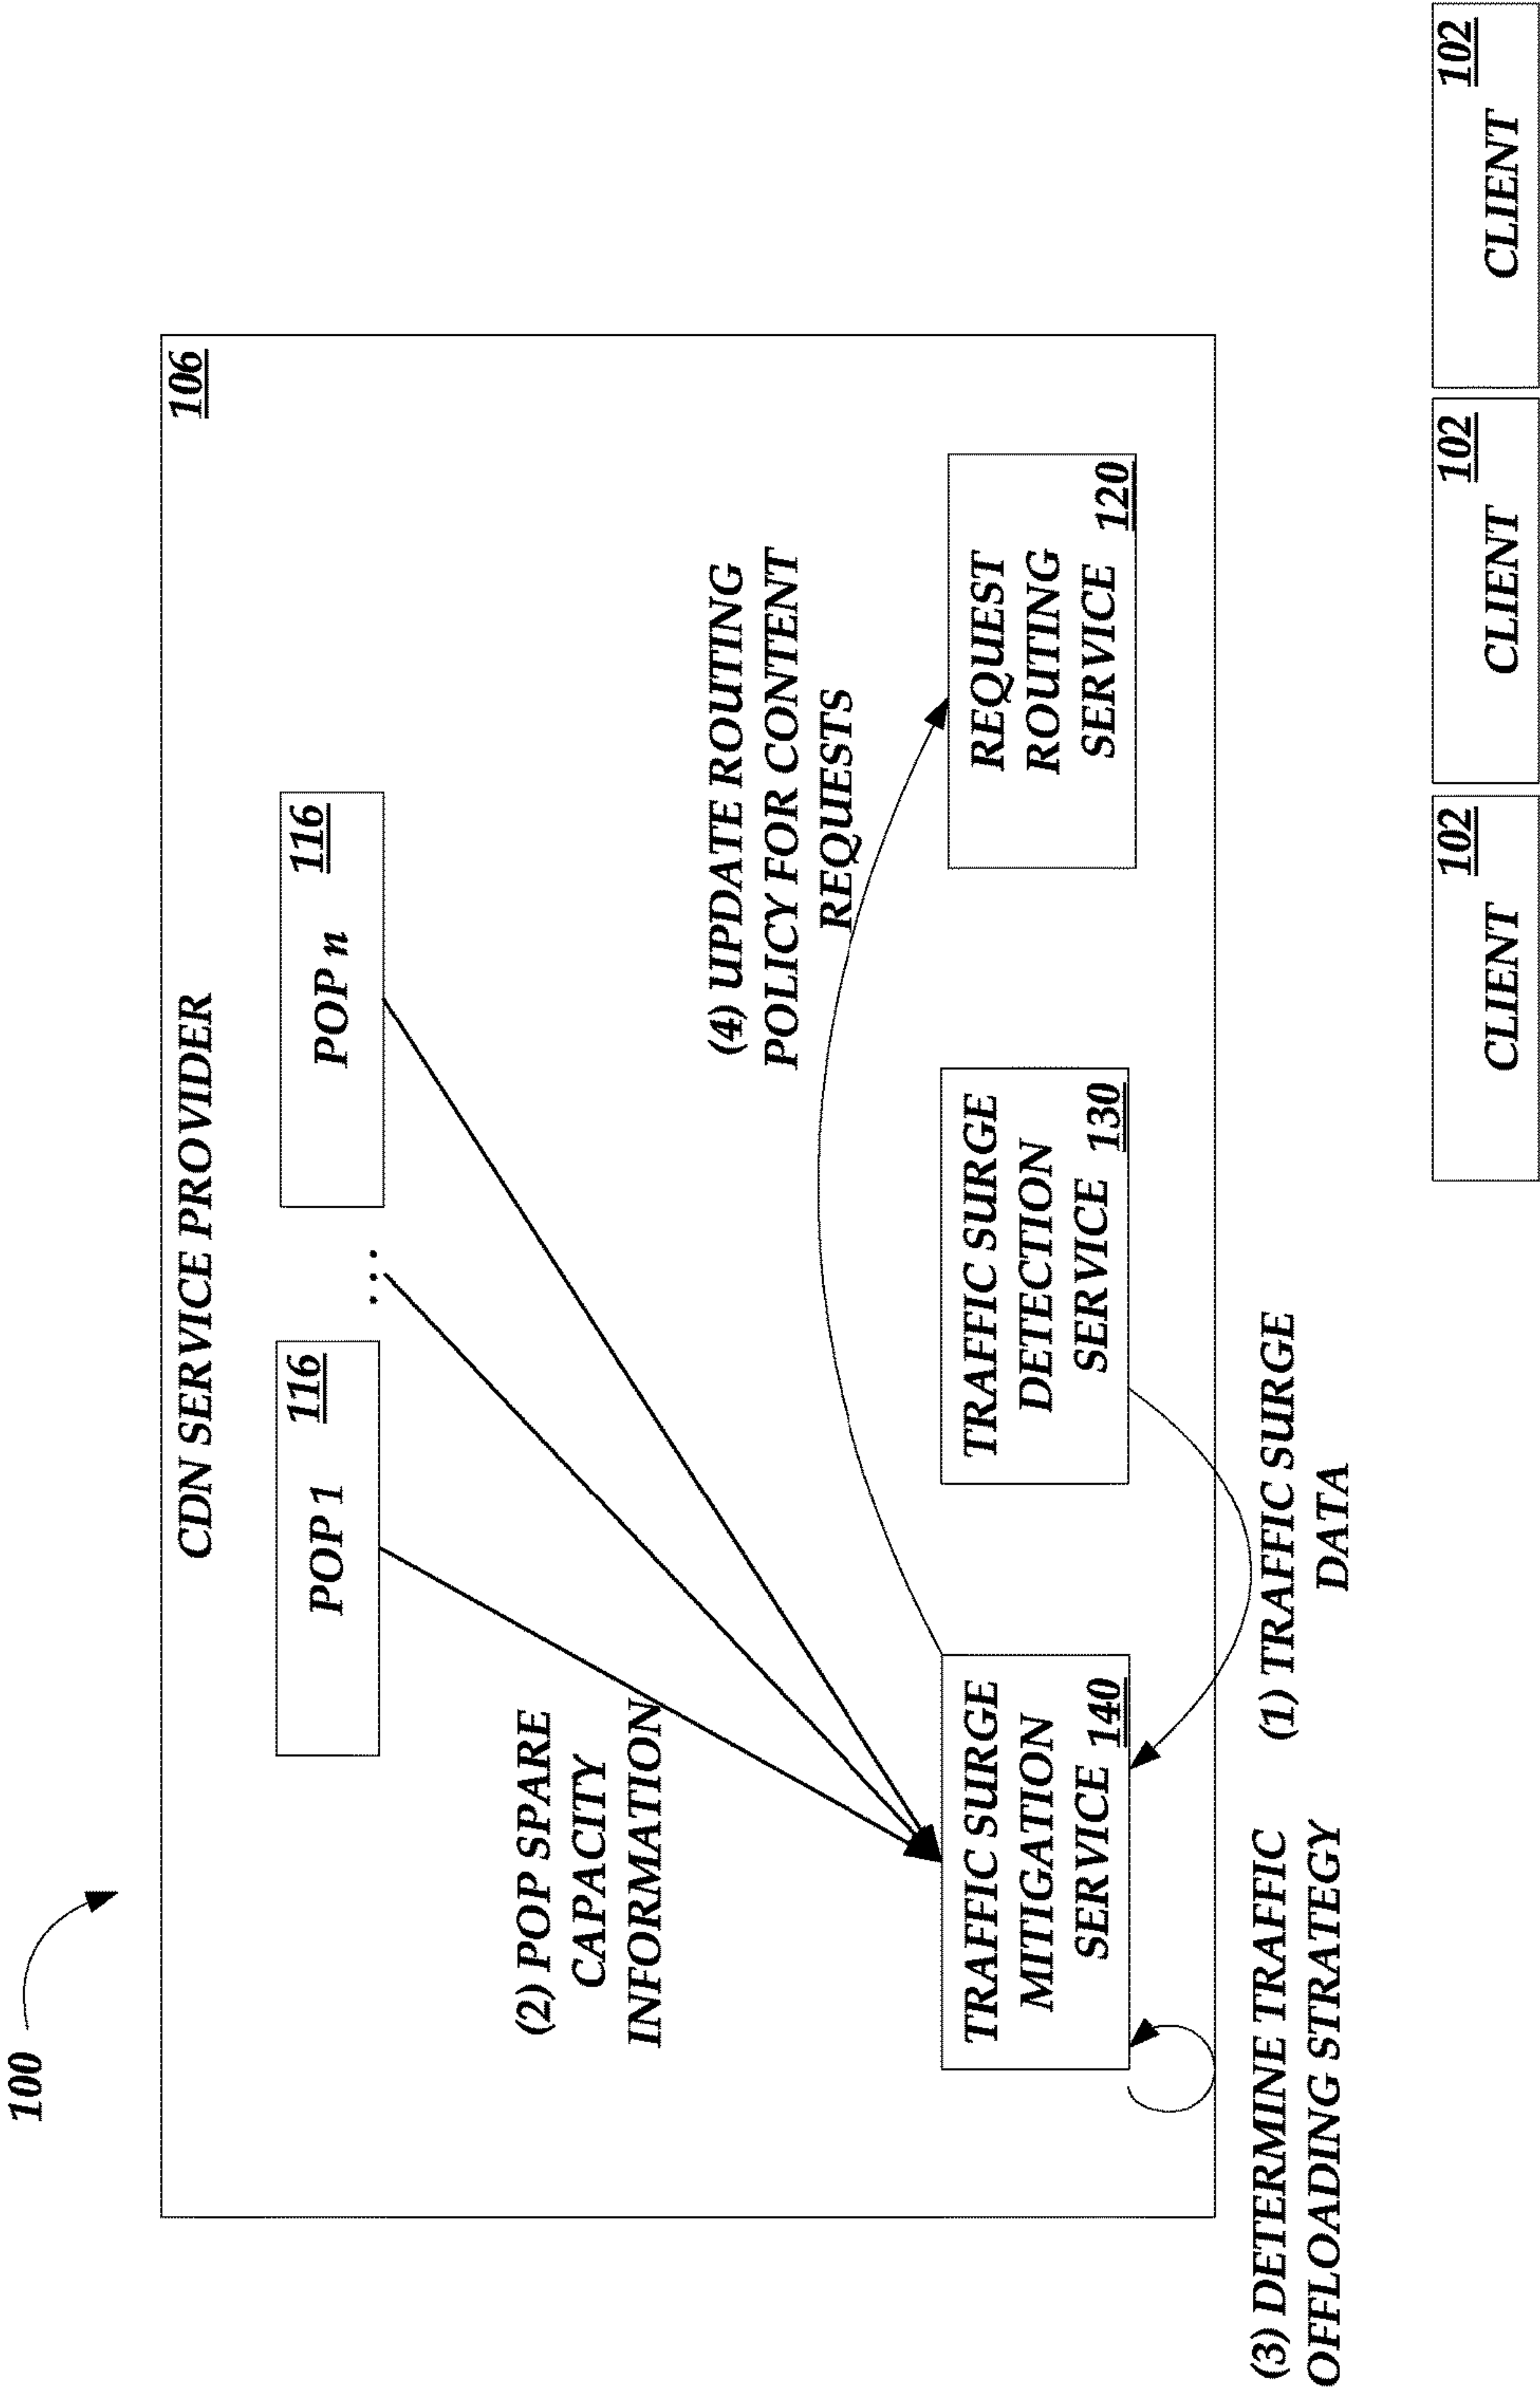 100
CDN SERVICE PROVIDER
106
POP 1
116
...
POP n
116
(2) POP SPARE
CAPACITY
INFORMATION
(4) UPDATE ROUTING
POLICY FOR CONTENT
REQUESTS
TRAFFIC SURGE
MITIGATION
SERVICE 140
TRAFFIC SURGE
DETECTION
SERVICE 130
REQUEST
ROUTING
SERVICE 120
(3) DETERMINE TRAFFIC
OFFLOADING STRATEGY
(1) TRAFFIC SURGE
DATA
102
CLIENT
102
CLIENT
102
CLIENT